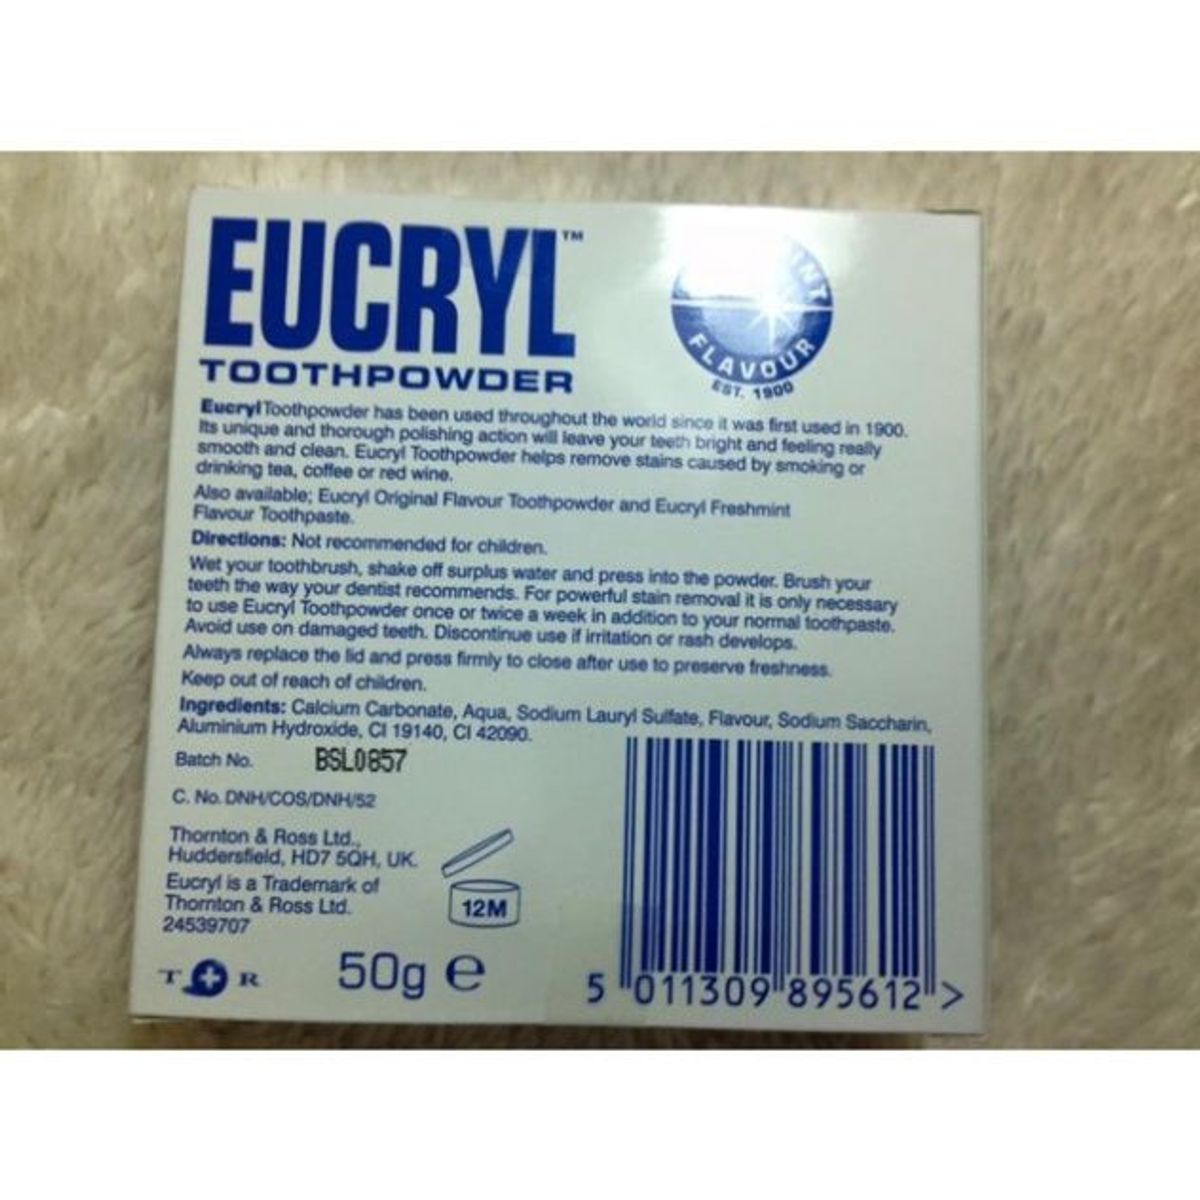 EUCRYL™
TOOTHPOWDER
FLAVOUR
EST. 1900
Eucryl Toothpowder has been used throughout the world since it was first used in 1900.
Its unique and thorough polishing action will leave your teeth bright and feeling really
smooth and clean. Eucryl Toothpowder helps remove stains caused by smoking or
drinking tea, coffee or red wine.
Also available; Eucryl Original Flavour Toothpowder and Eucryl Freshmint
Flavour Toothpaste.
Directions: Not recommended for children.
Wet your toothbrush, shake off surplus water and press into the powder. Brush your
teeth the way your dentist recommends. For powerful stain removal it is only necessary
to use Eucryl Toothpowder once or twice a week in addition to your normal toothpaste.
Avoid use on damaged teeth. Discontinue use if irritation or rash develops.
Always replace the lid and press firmly to close after use to preserve freshness.
Keep out of reach of children.
Ingredients: Calcium Carbonate, Aqua, Sodium Lauryl Sulfate, Flavour, Sodium Saccharin,
Aluminium Hydroxide, CI 19140, CI 42090.
Batch No. BSL0857
C. No. DNH/COS/DNH/52
Thornton & Ross Ltd.,
Huddersfield, HD7 5QH, UK.
Eucryl is a Trademark of
Thornton & Ross Ltd.
24539707
12M
T R
50g e
5 011309 895612 >